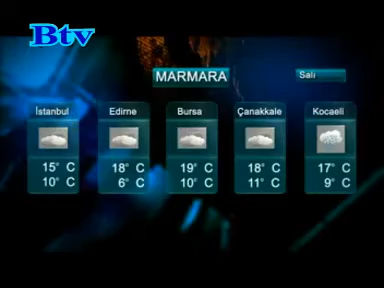 Btv
MARMARA
Salı
İstanbul
15° C
10° C
Edirne
18° C
6° C
Bursa
19° C
10° C
Çanakkale
18° C
11° C
Kocaeli
17° C
9° C